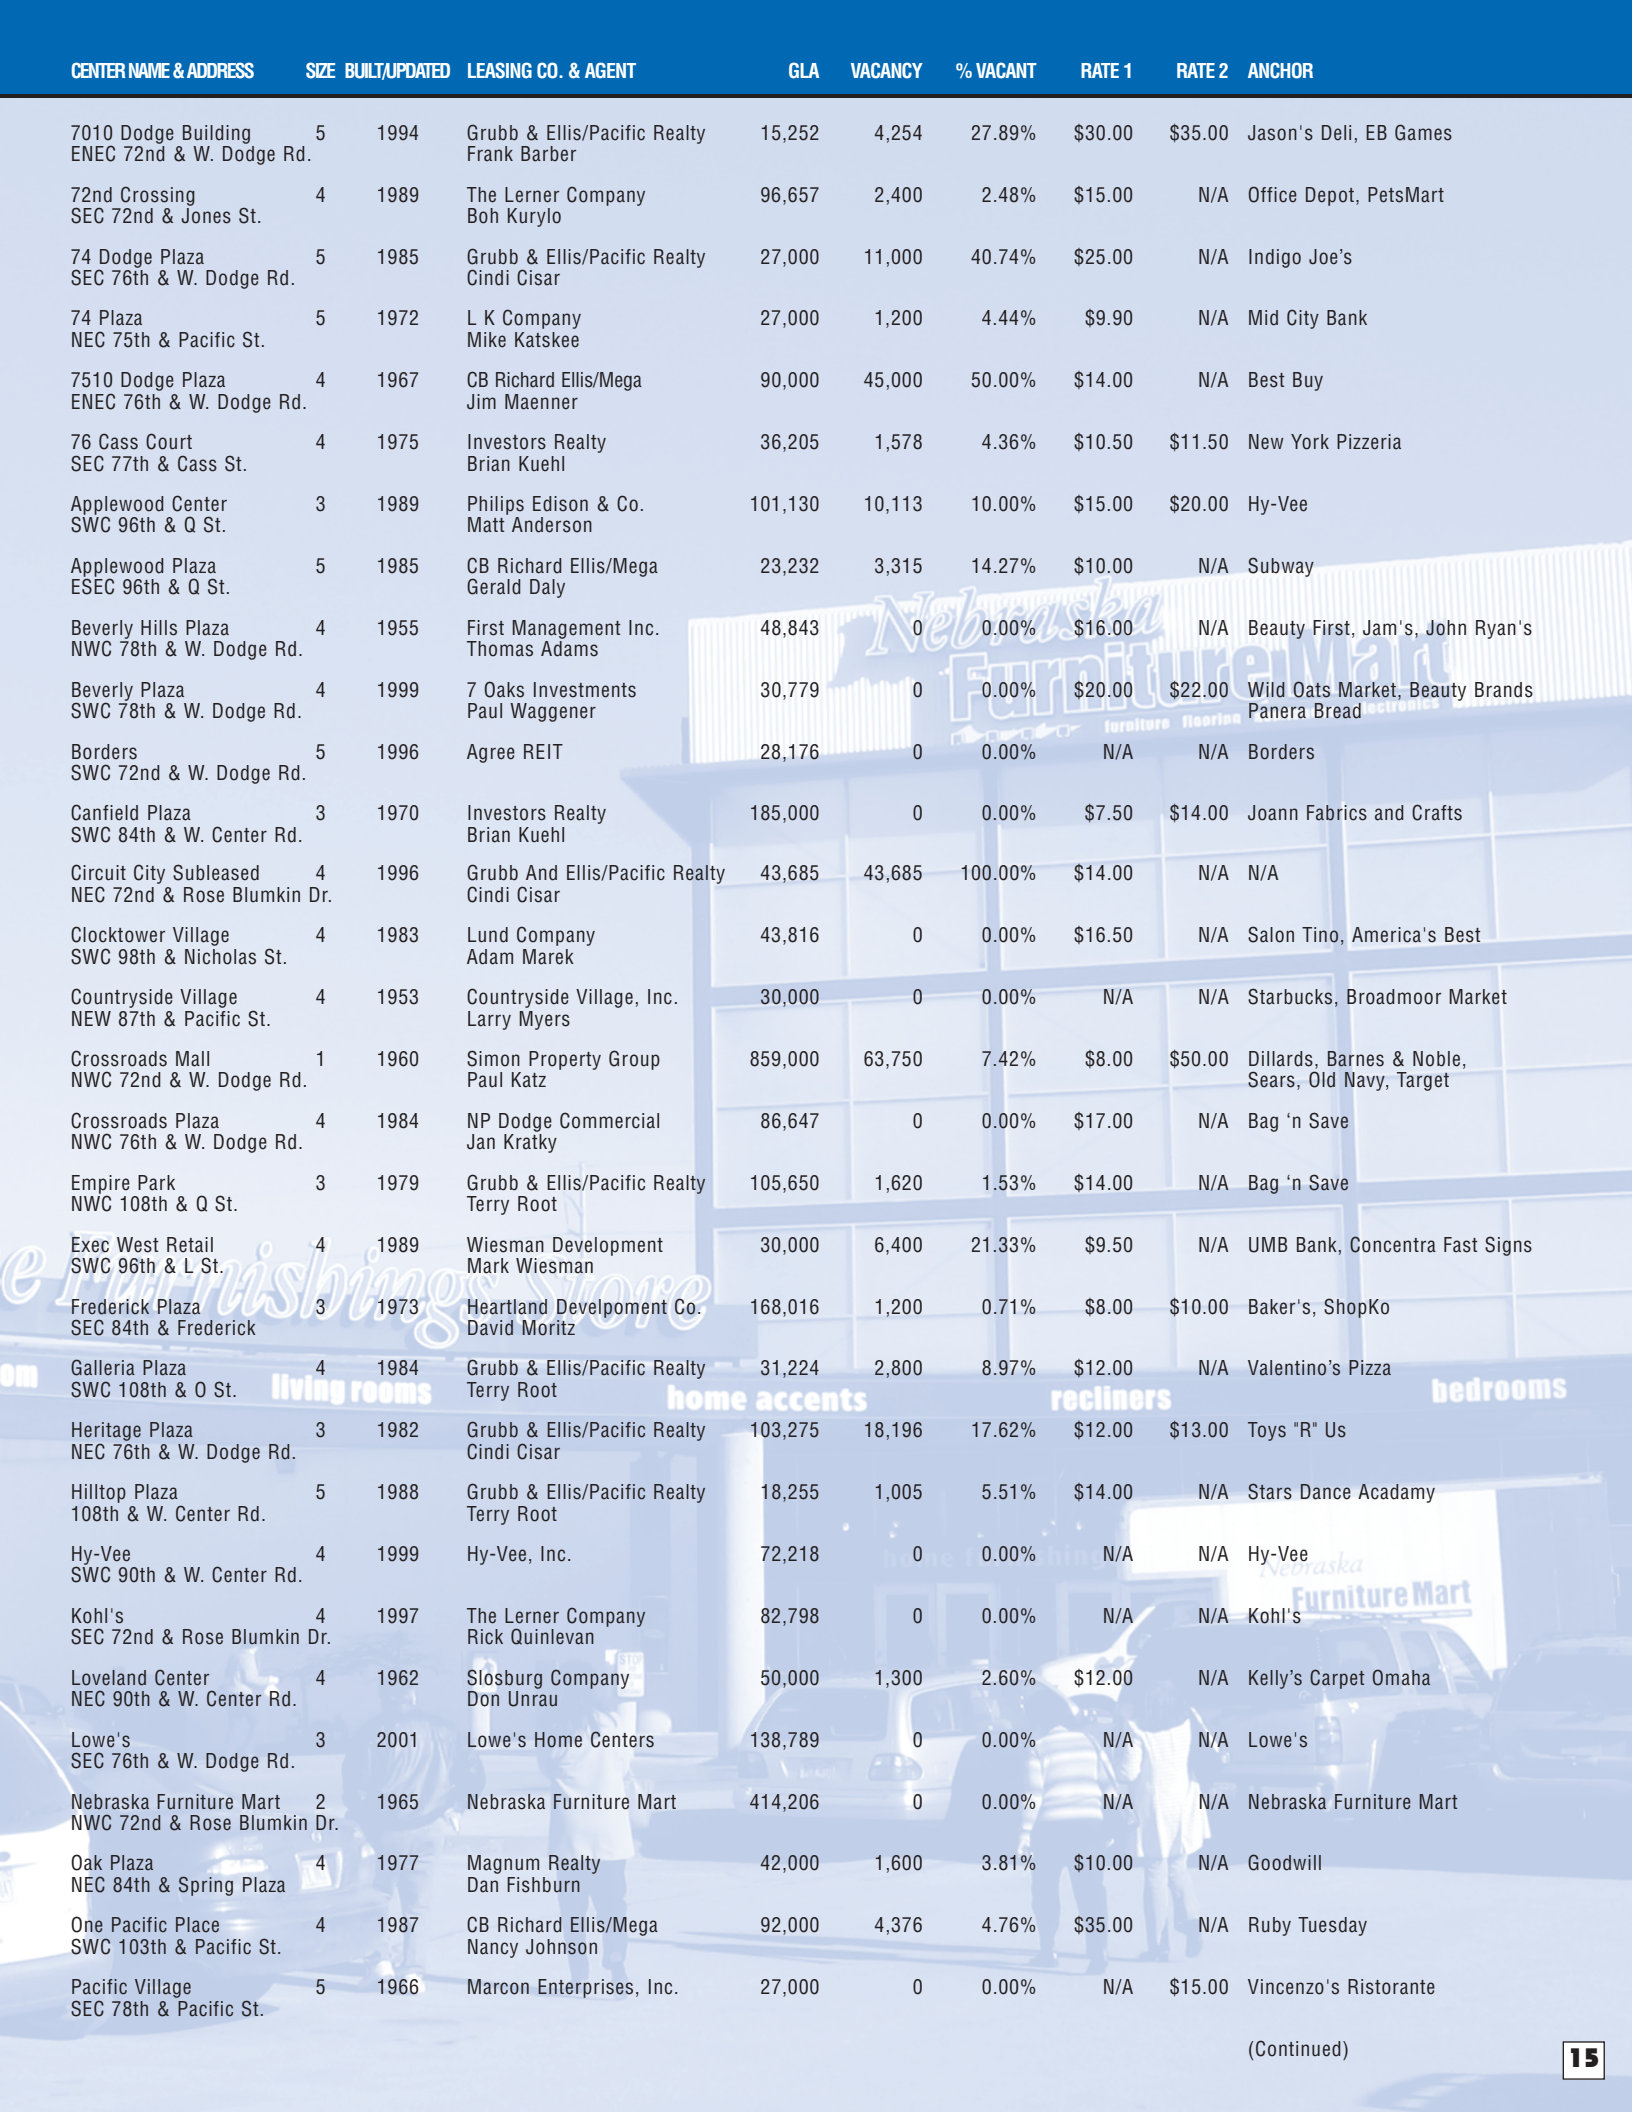 CENTER NAME & ADDRESS SIZE BUILT/UPDATED LEASING CO. & AGENT GLA VACANCY % VACANT RATE 1 RATE 2 ANCHOR
7010 Dodge Building 5 1994 Grubb & Ellis/Pacific Realty 15,252 4,254 27.89% $30.00 $35.00 Jason's Deli, EB Games
ENEC 72nd & W. Dodge Rd. Frank Barber
72nd Crossing 4 1989 The Lerner Company 96,657 2,400 2.48% $15.00 N/A Office Depot, PetsMart
SEC 72nd & Jones St. Boh Kurylo
74 Dodge Plaza 5 1985 Grubb & Ellis/Pacific Realty 27,000 11,000 40.74% $25.00 N/A Indigo Joe’s
SEC 76th & W. Dodge Rd. Cindi Cisar
74 Plaza 5 1972 L K Company 27,000 1,200 4.44% $9.90 N/A Mid City Bank
NEC 75th & Pacific St. Mike Katskee
7510 Dodge Plaza 4 1967 CB Richard Ellis/Mega 90,000 45,000 50.00% $14.00 N/A Best Buy
ENEC 76th & W. Dodge Rd. Jim Maenner
76 Cass Court 4 1975 Investors Realty 36,205 1,578 4.36% $10.50 $11.50 New York Pizzeria
SEC 77th & Cass St. Brian Kuehl
Applewood Center 3 1989 Philips Edison & Co. 101,130 10,113 10.00% $15.00 $20.00 Hy-Vee
SWC 96th & Q St. Matt Anderson
Applewood Plaza 5 1985 CB Richard Ellis/Mega 23,232 3,315 14.27% $10.00 N/A Subway
ESEC 96th & Q St. Gerald Daly
Beverly Hills Plaza 4 1955 First Management Inc. 48,843 0 0.00% $16.00 N/A Beauty First, Jam's, John Ryan's
NWC 78th & W. Dodge Rd. Thomas Adams
Beverly Plaza 4 1999 7 Oaks Investments 30,779 0 0.00% $20.00 $22.00 Wild Oats Market, Beauty Brands
SWC 78th & W. Dodge Rd. Paul Waggener Panera Bread
Borders 5 1996 Agree REIT 28,176 0 0.00% N/A N/A Borders
SWC 72nd & W. Dodge Rd.
Canfield Plaza 3 1970 Investors Realty 185,000 0 0.00% $7.50 $14.00 Joann Fabrics and Crafts
SWC 84th & W. Center Rd. Brian Kuehl
Circuit City Subleased 4 1996 Grubb And Ellis/Pacific Realty 43,685 43,685 100.00% $14.00 N/A N/A
NEC 72nd & Rose Blumkin Dr. Cindi Cisar
Clocktower Village 4 1983 Lund Company 43,816 0 0.00% $16.50 N/A Salon Tino, America's Best
SWC 98th & Nicholas St. Adam Marek
Countryside Village 4 1953 Countryside Village, Inc. 30,000 0 0.00% N/A N/A Starbucks, Broadmoor Market
NEW 87th & Pacific St. Larry Myers
Crossroads Mall 1 1960 Simon Property Group 859,000 63,750 7.42% $8.00 $50.00 Dillards, Barnes & Noble,
NWC 72nd & W. Dodge Rd. Paul Katz Sears, Old Navy, Target
Crossroads Plaza 4 1984 NP Dodge Commercial 86,647 0 0.00% $17.00 N/A Bag ‘n Save
NWC 76th & W. Dodge Rd. Jan Kratky
Empire Park 3 1979 Grubb & Ellis/Pacific Realty 105,650 1,620 1.53% $14.00 N/A Bag ‘n Save
NWC 108th & Q St. Terry Root
Exec West Retail 4 1989 Wiesman Development 30,000 6,400 21.33% $9.50 N/A UMB Bank, Concentra Fast Signs
SWC 96th & L St. Mark Wiesman
Frederick Plaza 3 1973 Heartland Develpoment Co. 168,016 1,200 0.71% $8.00 $10.00 Baker's, ShopKo
SEC 84th & Frederick David Moritz
Galleria Plaza 4 1984 Grubb & Ellis/Pacific Realty 31,224 2,800 8.97% $12.00 N/A Valentino’s Pizza
SWC 108th & O St. Terry Root
Heritage Plaza 3 1982 Grubb & Ellis/Pacific Realty 103,275 18,196 17.62% $12.00 $13.00 Toys "R" Us
NEC 76th & W. Dodge Rd. Cindi Cisar
Hilltop Plaza 5 1988 Grubb & Ellis/Pacific Realty 18,255 1,005 5.51% $14.00 N/A Stars Dance Acadamy
108th & W. Center Rd. Terry Root
Hy-Vee 4 1999 Hy-Vee, Inc. 72,218 0 0.00% N/A N/A Hy-Vee
SWC 90th & W. Center Rd.
Kohl's 4 1997 The Lerner Company 82,798 0 0.00% N/A N/A Kohl's
SEC 72nd & Rose Blumkin Dr. Rick Quinlevan
Loveland Center 4 1962 Slosburg Company 50,000 1,300 2.60% $12.00 N/A Kelly’s Carpet Omaha
NEC 90th & W. Center Rd. Don Unrau
Lowe's 3 2001 Lowe's Home Centers 138,789 0 0.00% N/A N/A Lowe's
SEC 76th & W. Dodge Rd.
Nebraska Furniture Mart 2 1965 Nebraska Furniture Mart 414,206 0 0.00% N/A N/A Nebraska Furniture Mart
NWC 72nd & Rose Blumkin Dr.
Oak Plaza 4 1977 Magnum Realty 42,000 1,600 3.81% $10.00 N/A Goodwill
NEC 84th & Spring Plaza Dan Fishburn
One Pacific Place 4 1987 CB Richard Ellis/Mega 92,000 4,376 4.76% $35.00 N/A Ruby Tuesday
SWC 103th & Pacific St. Nancy Johnson
Pacific Village 5 1966 Marcon Enterprises, Inc. 27,000 0 0.00% N/A $15.00 Vincenzo's Ristorante
SEC 78th & Pacific St.
(Continued)
15
Nebraska
Furniture Mart
furniture flooring electronics
e Furnishings Store
om living rooms home accents recliners bedrooms
Nebraska
Furniture Mart